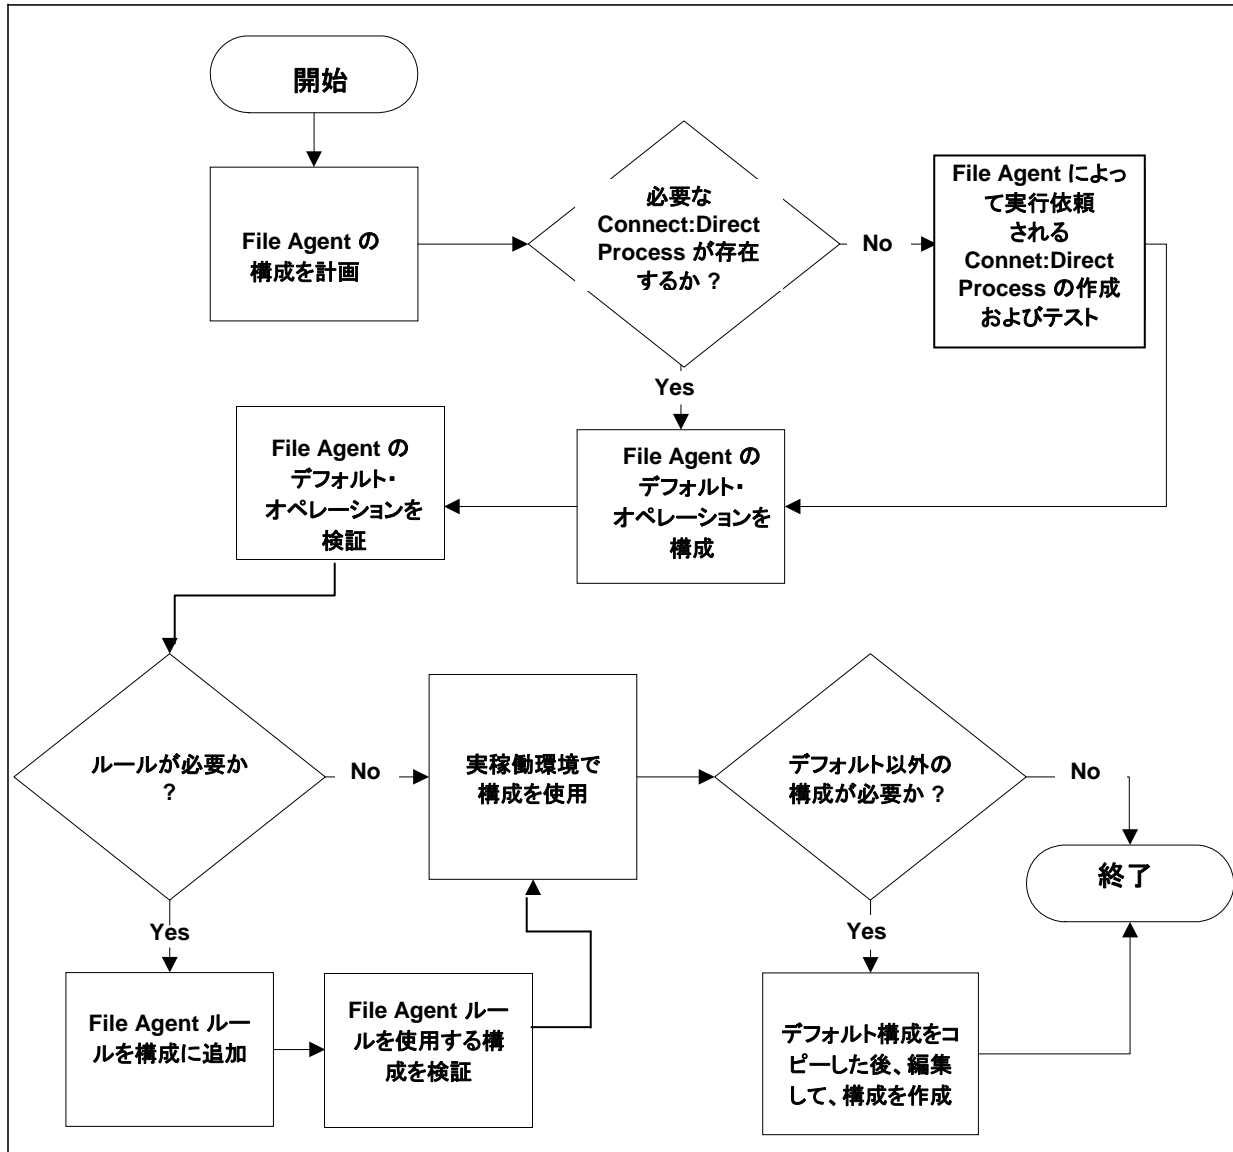 開始
File Agent の
構成を計画
必要な
Connect:Direct
Process が存在
するか ?
No
File Agent によっ
て実行依頼
される
Connet:Direct
Process の作成
およびテスト
Yes
File Agent の
デフォルト・
オペレーションを
検証
File Agent の
デフォルト・
オペレーションを
構成
ルールが必要か
?
No
実稼働環境で
構成を使用
デフォルト以外の
構成が必要か ?
No
終了
Yes
Yes
File Agent ルー
ルを構成に追加
File Agent ルー
ルを使用する構
成を検証
デフォルト構成をコ
ピーした後、編集
して、構成を作成